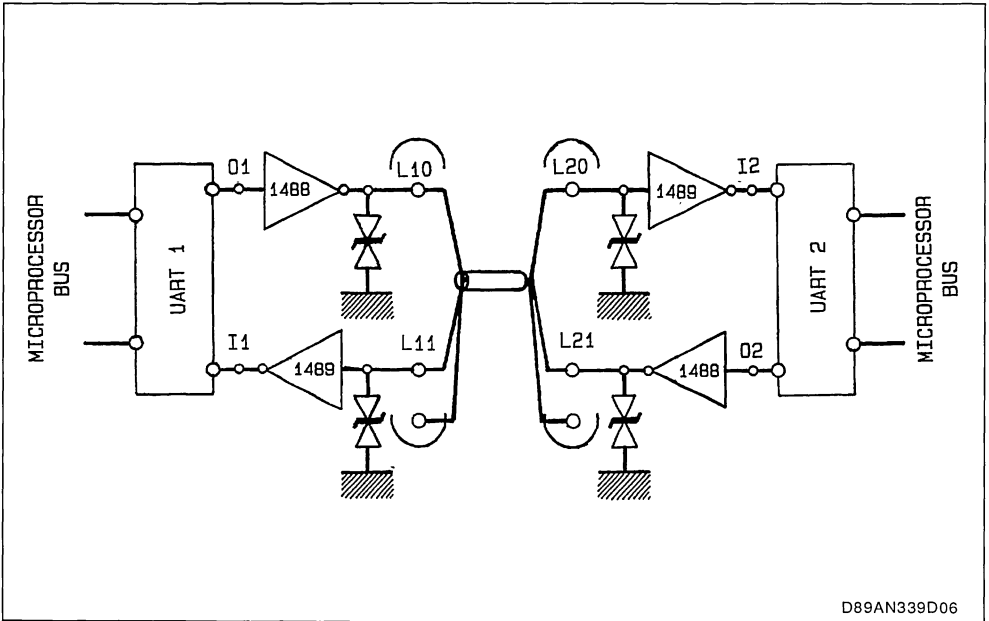 O1
1488
L10
L20
1489
I2
MICROPROCESSOR
BUS
UART 1
UART 2
MICROPROCESSOR
BUS
I1
1489
L11
L21
1488
O2
D89AN339D06